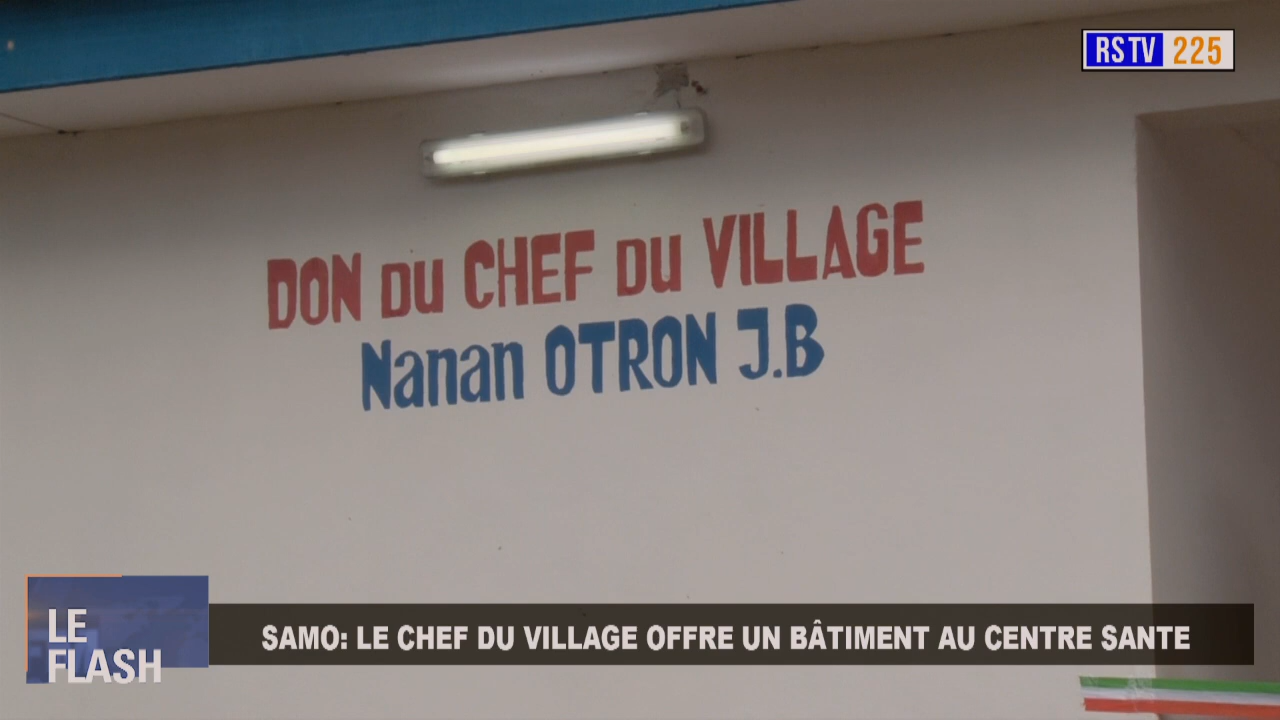 RSTV 225
DON DU CHEF DU VILLAGE
Nanan OTRON J.B
LE
FLASH
SAMO: LE CHEF DU VILLAGE OFFRE UN BÂTIMENT AU CENTRE SANTE